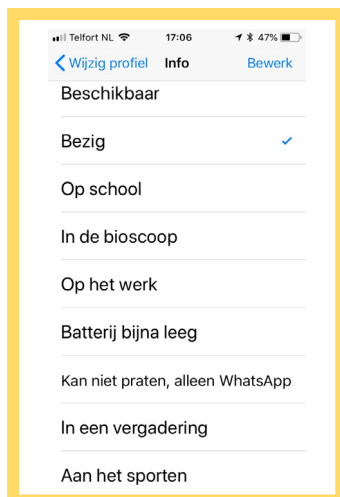 Telfort NL 17:06 47%
Wijzig profiel Info Bewerk
Beschikbaar
Bezig
Op school
In de bioscoop
Op het werk
Batterij bijna leeg
Kan niet praten, alleen WhatsApp
In een vergadering
Aan het sporten